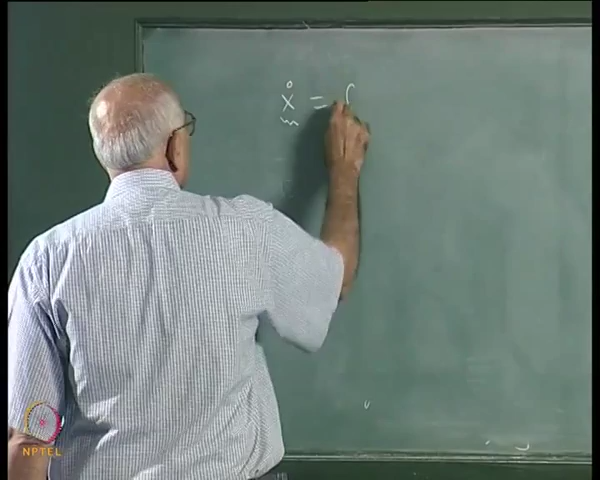 ẋ = f
NPTEL